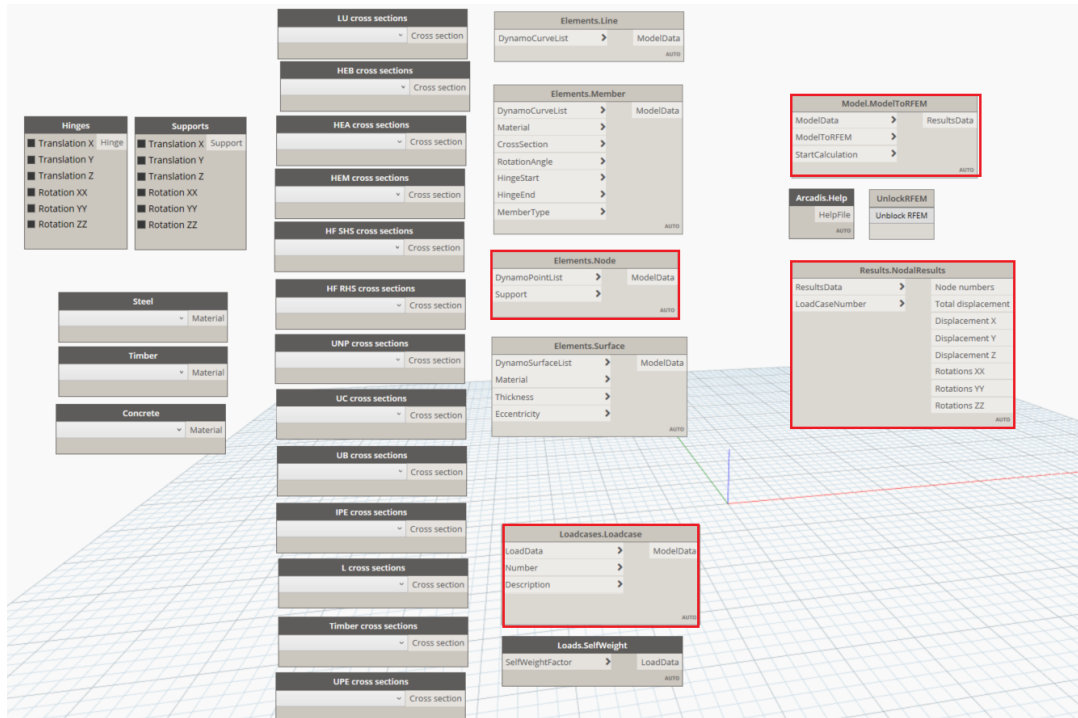 Hinges
Translation X Hinge
Translation Y
Translation Z
Rotation XX
Rotation YY
Rotation ZZ
Supports
Translation X Support
Translation Y
Translation Z
Rotation XX
Rotation YY
Rotation ZZ
Steel
Material
Timber
Material
Concrete
Material
LU cross sections
Cross section
HEB cross sections
Cross section
HEA cross sections
Cross section
HEM cross sections
Cross section
HF SHS cross sections
Cross section
HF RHS cross sections
Cross section
UNP cross sections
Cross section
UC cross sections
Cross section
UB cross sections
Cross section
IPE cross sections
Cross section
L cross sections
Cross section
Timber cross sections
Cross section
UPE cross sections
Cross section
Elements.Line
DynamoCurveList > ModelData
AUTO
Elements.Member
DynamoCurveList > ModelData
Material >
CrossSection >
RotationAngle >
HingeStart >
HingeEnd >
MemberType >
AUTO
Elements.Node
DynamoPointList > ModelData
Support >
AUTO
Elements.Surface
DynamoSurfaceList > ModelData
Material >
Thickness >
Eccentricity >
AUTO
Loadcases.Loadcase
LoadData > ModelData
Number >
Description >
AUTO
Loads.SelfWeight
SelfWeightFactor > LoadData
AUTO
Model.ModelToRFEM
ModelData > ResultsData
ModelToRFEM >
StartCalculation >
AUTO
Arcadis.Help
HelpFile
AUTO
UnlockRFEM
Unblock RFEM
Results.NodalResults
ResultsData > Node numbers
LoadCaseNumber > Total displacement
Displacement X
Displacement Y
Displacement Z
Rotations XX
Rotations YY
Rotations ZZ
AUTO